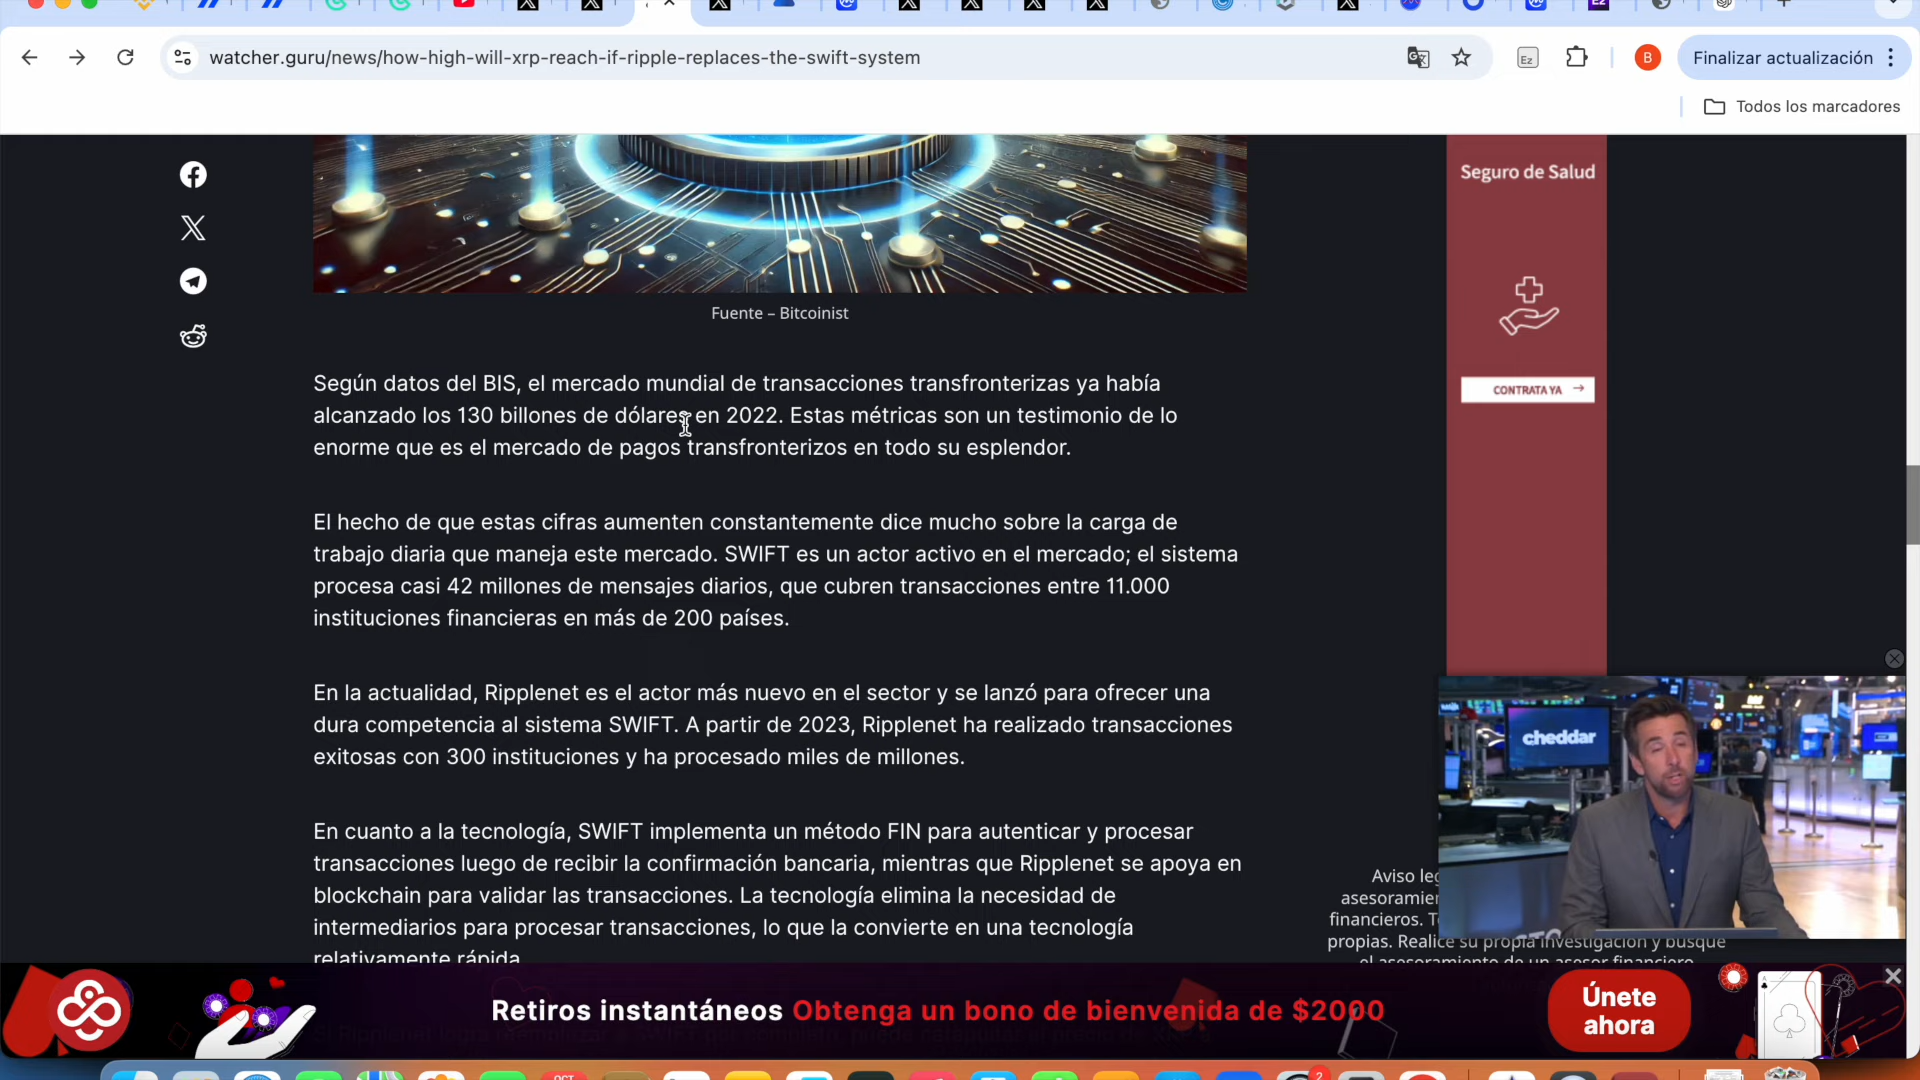 watcher.guru/news/how-high-will-xrp-reach-if-ripple-replaces-the-swift-system
Ez
B
Finalizar actualización
Todos los marcadores
Seguro de Salud
CONTRATA YA
Fuente – Bitcoinist
Según datos del BIS, el mercado mundial de transacciones transfronterizas ya había
alcanzado los 130 billones de dólares en 2022. Estas métricas son un testimonio de lo
enorme que es el mercado de pagos transfronterizos en todo su esplendor.
El hecho de que estas cifras aumenten constantemente dice mucho sobre la carga de
trabajo diaria que maneja este mercado. SWIFT es un actor activo en el mercado; el sistema
procesa casi 42 millones de mensajes diarios, que cubren transacciones entre 11.000
instituciones financieras en más de 200 países.
En la actualidad, Ripplenet es el actor más nuevo en el sector y se lanzó para ofrecer una
dura competencia al sistema SWIFT. A partir de 2023, Ripplenet ha realizado transacciones
exitosas con 300 instituciones y ha procesado miles de millones.
En cuanto a la tecnología, SWIFT implementa un método FIN para autenticar y procesar
transacciones luego de recibir la confirmación bancaria, mientras que Ripplenet se apoya en
blockchain para validar las transacciones. La tecnología elimina la necesidad de
intermediarios para procesar transacciones, lo que la convierte en una tecnología
relativamente rápida
cheddar
Aviso leg
asesoramien
financieros. T
propias. Realice su propia investigación y busque
el asesoramiento de un asesor financiero
Retiros instantáneos Obtenga un bono de bienvenida de $2000
Únete
ahora
OCT
2